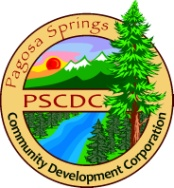 Pagosa Springs
PSCDC
Community Development Corporation